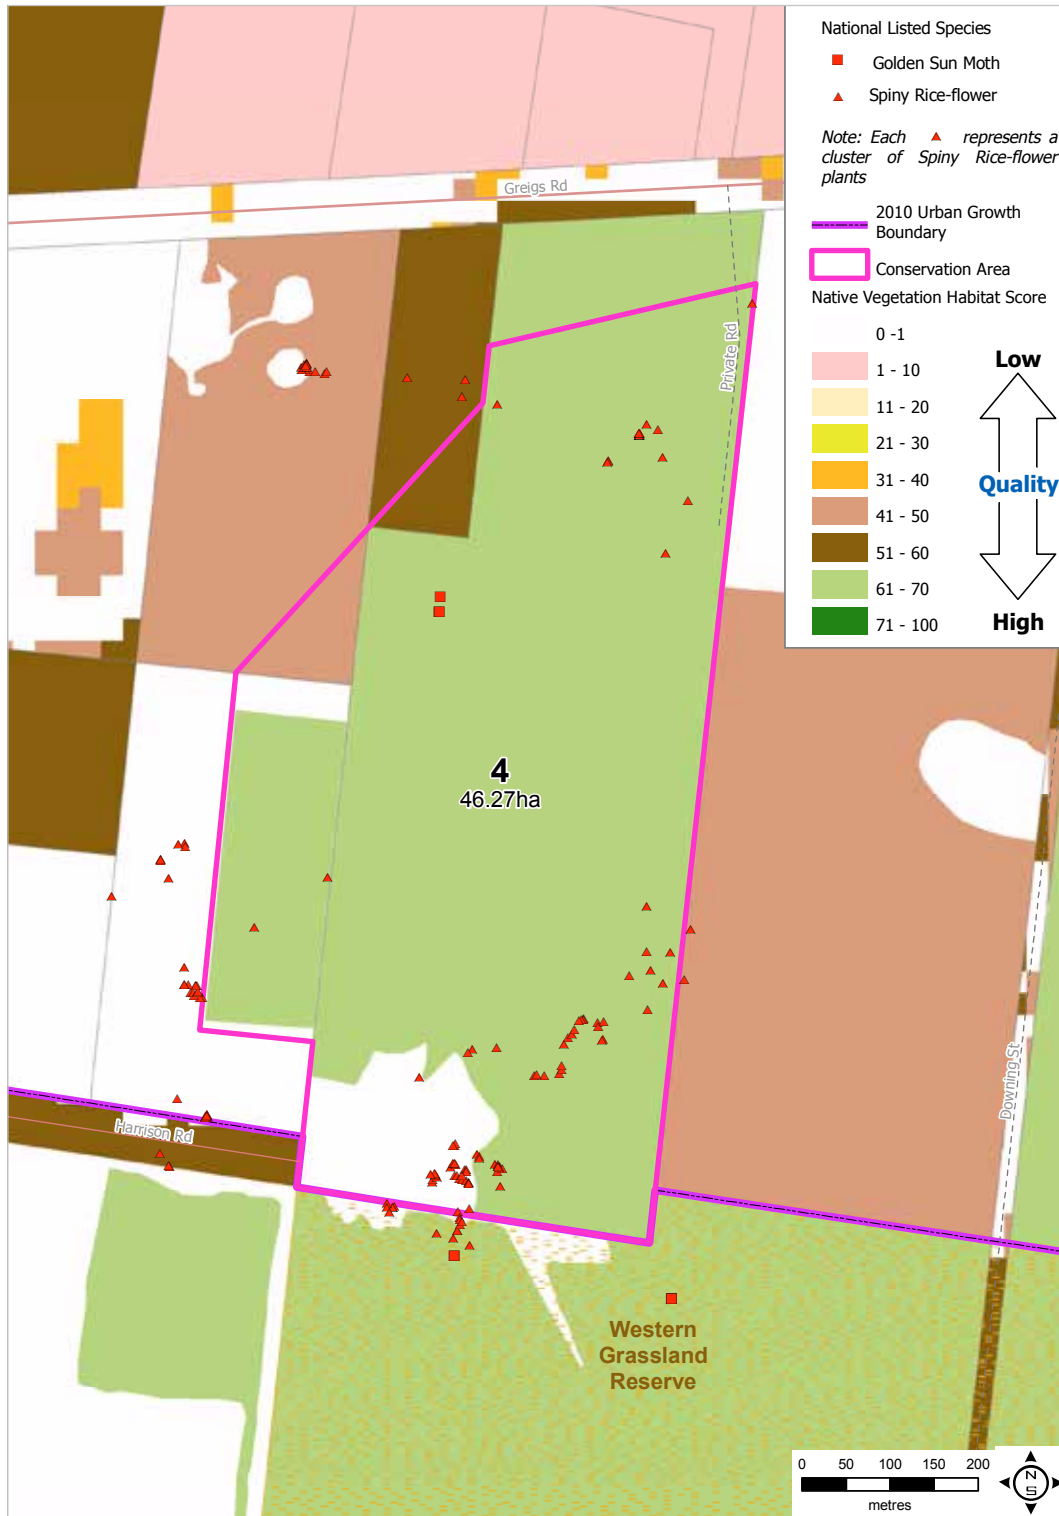 National Listed Species
Golden Sun Moth
Spiny Rice-flower
Note: Each represents a
cluster of Spiny Rice-flower
plants
2010 Urban Growth
Boundary
Conservation Area
Native Vegetation Habitat Score
0 -1
1 - 10
11 - 20
21 - 30
31 - 40
41 - 50
51 - 60
61 - 70
71 - 100
Low
Quality
High
Greigs Rd
Private Rd
4
46.27ha
Downing St
Harrison Rd
Western
Grassland
Reserve
0 50 100 150 200
metres
N
S